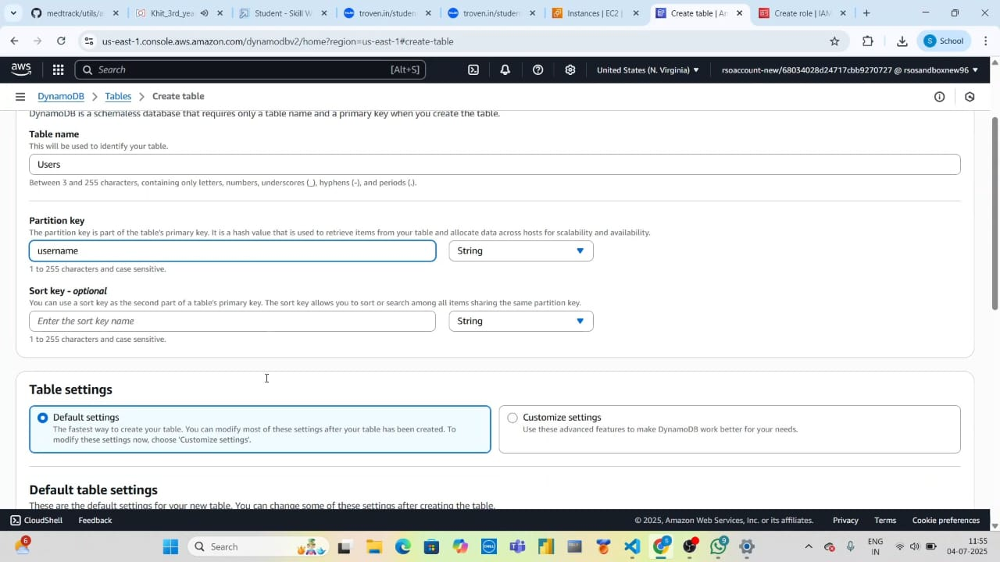 medtrack/utils/a
Khit_3rd_yea
Student - Skill W
troven.in/studen
troven.in/studen
Instances | EC2 |
Create table | An
Create role | IAM
us-east-1.console.aws.amazon.com/dynamodbv2/home?region=us-east-1#create-table
S School
aws
Search [Alt+S]
United States (N. Virginia)
rsoaccount-new/68034028d24717cbb9270727 @ rsosandboxnew96
DynamoDB > Tables > Create table
DynamoDB is a schemaless database that requires only a table name and a primary key when you create the table.
Table name
This will be used to identify your table.
Users
Between 3 and 255 characters, containing only letters, numbers, underscores (_), hyphens (-), and periods (.).
Partition key
The partition key is part of the table's primary key. It is a hash value that is used to retrieve items from your table and allocate data across hosts for scalability and availability.
username String
1 to 255 characters and case sensitive.
Sort key - optional
You can use a sort key as the second part of a table's primary key. The sort key allows you to sort or search among all items sharing the same partition key.
Enter the sort key name String
1 to 255 characters and case sensitive.
Table settings
Default settings
The fastest way to create your table. You can modify most of these settings after your table has been created. To
modify these settings now, choose 'Customize settings'.
Customize settings
Use these advanced features to make DynamoDB work better for your needs.
Default table settings
These are the default settings for your new table. You can change some of these settings after creating the table.
CloudShell Feedback © 2025, Amazon Web Services, Inc. or its affiliates. Privacy Terms Cookie preferences
6
Search
DELL
5
9
ENG
IN
11:55
04-07-2025